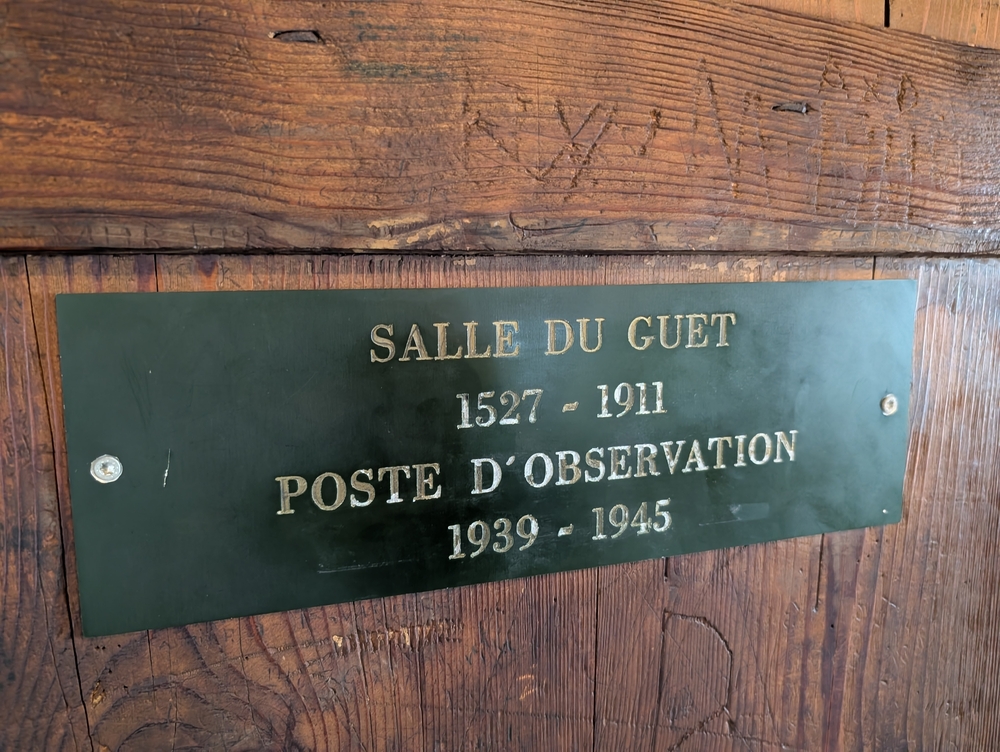 SALLE DU GUET
1527 - 1911
POSTE D´OBSERVATION
1939 - 1945